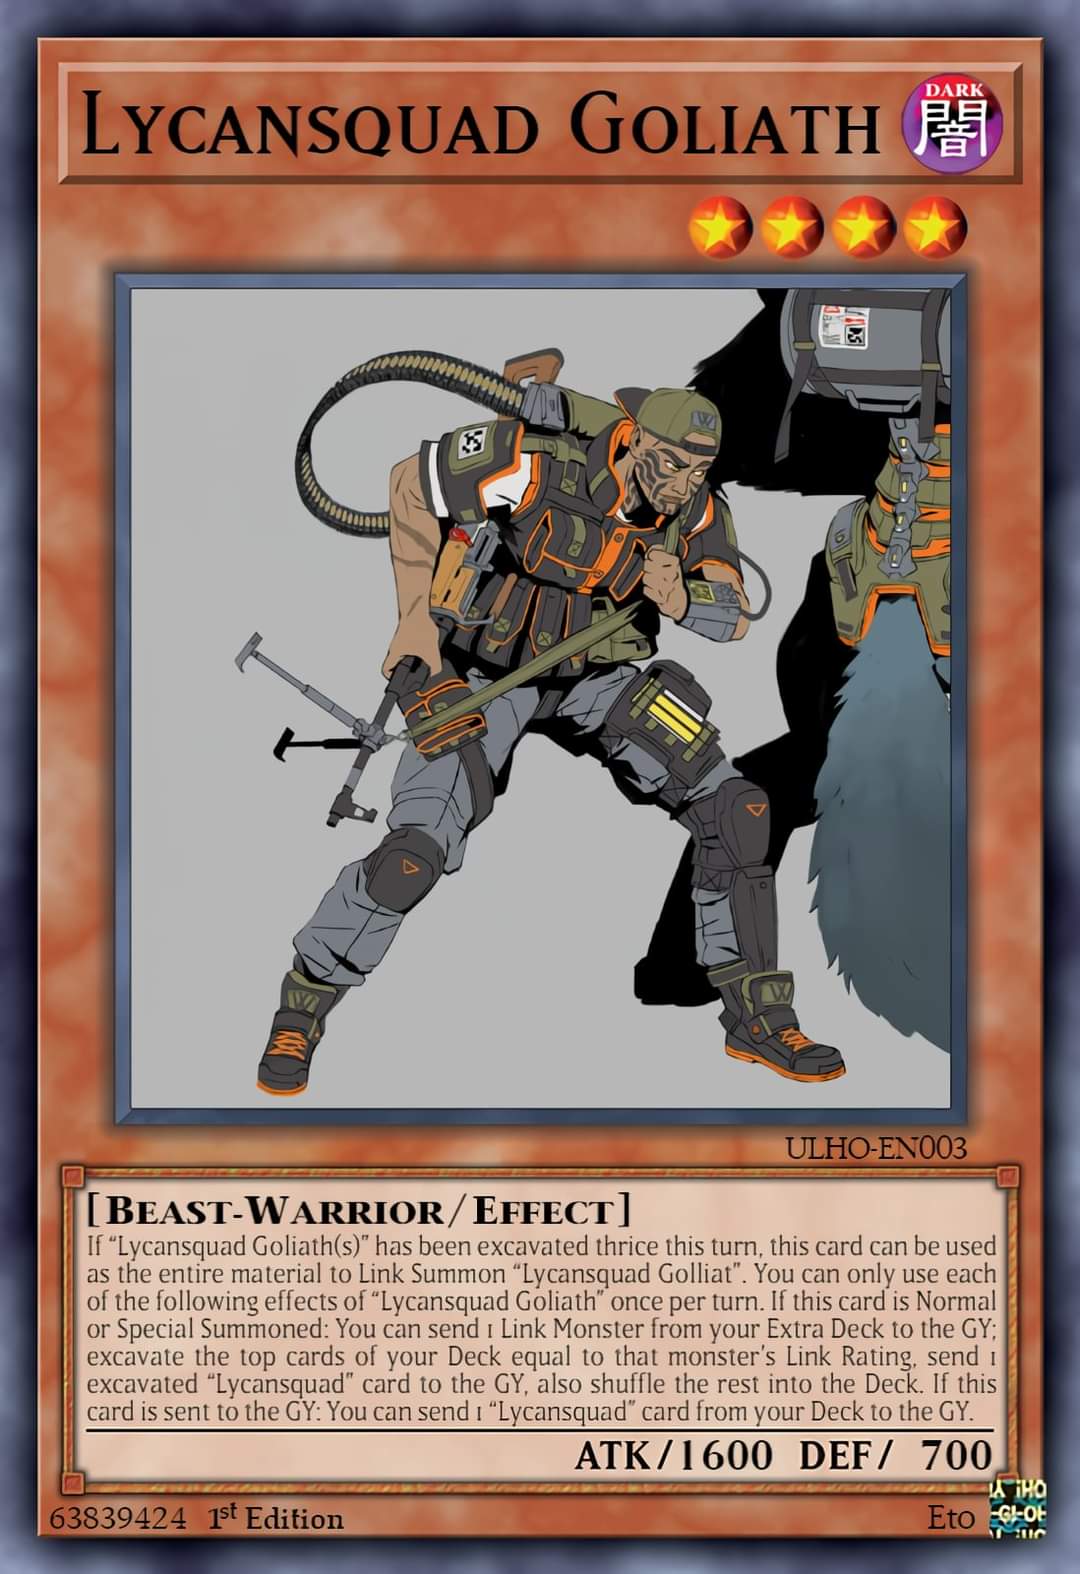 LYCANSQUAD GOLIATH
DARK
闇
W
W
W
ULHO-EN003
[BEAST-WARRIOR/EFFECT]
If “Lycansquad Goliath(s)” has been excavated thrice this turn, this card can be used
as the entire material to Link Summon “Lycansquad Golliat”. You can only use each
of the following effects of “Lycansquad Goliath” once per turn. If this card is Normal
or Special Summoned: You can send 1 Link Monster from your Extra Deck to the GY;
excavate the top cards of your Deck equal to that monster's Link Rating, send 1
excavated “Lycansquad” card to the GY, also shuffle the rest into the Deck. If this
card is sent to the GY: You can send 1 “Lycansquad” card from your Deck to the GY.
ATK/1600 DEF/ 700
63839424 1st Edition
Eto